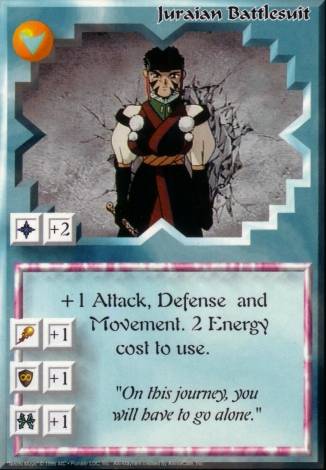 Juraian Battlesuit
+2
+1 Attack, Defense and
Movement. 2 Energy
cost to use.
+1
+1
+1
"On this journey, you
will have to go alone."